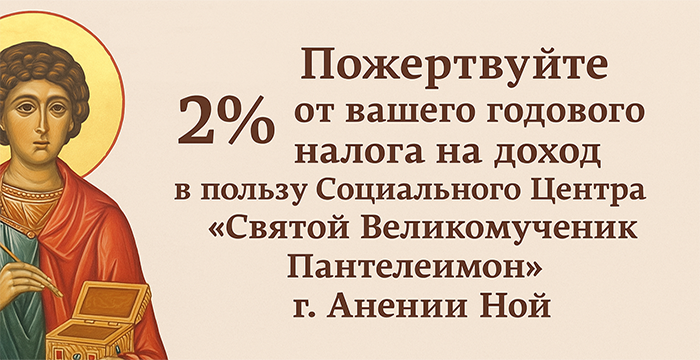 Пожертвуйте
2% от вашего годового
налога на доход
в пользу Социального Центра
«Святой Великомученик
Пантелеимон»
г. Анении Ной